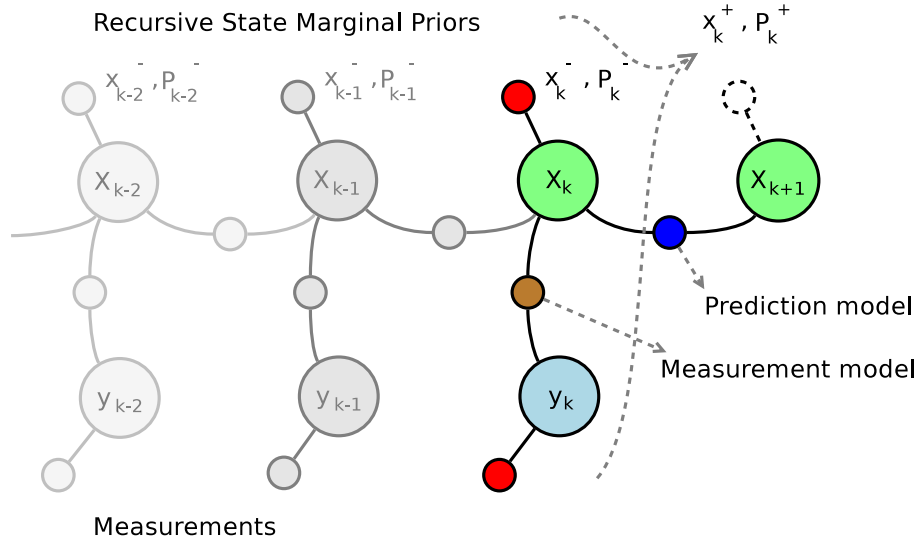 Recursive State Marginal Priors
x_k^+ , P_k^+
x_{k-2}^- , P_{k-2}^-
x_{k-1}^- , P_{k-1}^-
x_k^- , P_k^-
X_{k-2}
X_{k-1}
X_k
X_{k+1}
Prediction model
Measurement model
y_{k-2}
y_{k-1}
y_k
Measurements